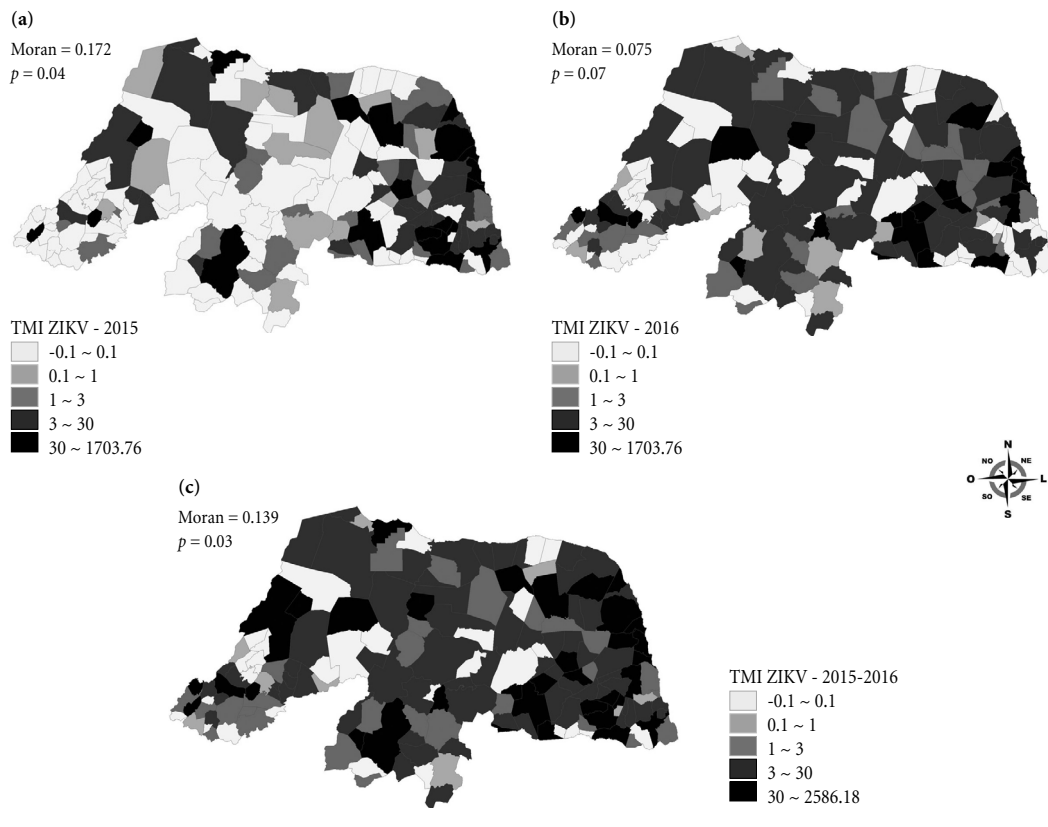 (a)
Moran = 0.172
p = 0.04
TMI ZIKV - 2015
-0.1 ~ 0.1
0.1 ~ 1
1 ~ 3
3 ~ 30
30 ~ 1703.76
(b)
Moran = 0.075
p = 0.07
TMI ZIKV - 2016
-0.1 ~ 0.1
0.1 ~ 1
1 ~ 3
3 ~ 30
30 ~ 1703.76
N
NO NE
O L
SO SE
S
(c)
Moran = 0.139
p = 0.03
TMI ZIKV - 2015-2016
-0.1 ~ 0.1
0.1 ~ 1
1 ~ 3
3 ~ 30
30 ~ 2586.18